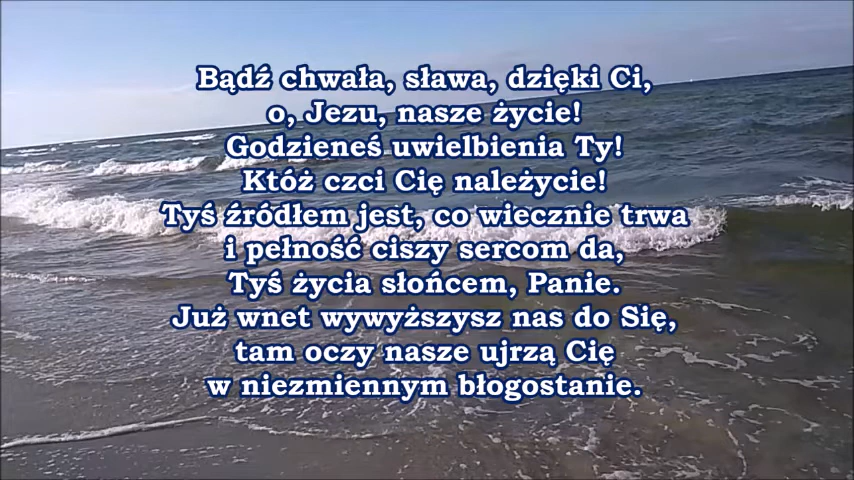 Bądź chwała, sława, dzięki Ci,
o, Jezu, nasze życie!
Godzieneś uwielbienia Ty!
Któż czci Cię należycie!
Tyś źródłem jest, co wiecznie trwa
i pełność ciszy sercom da,
Tyś życia słońcem, Panie.
Już wnet wywyższysz nas do Się,
tam oczy nasze ujrzą Cię
w niezmiennym błogostanie.